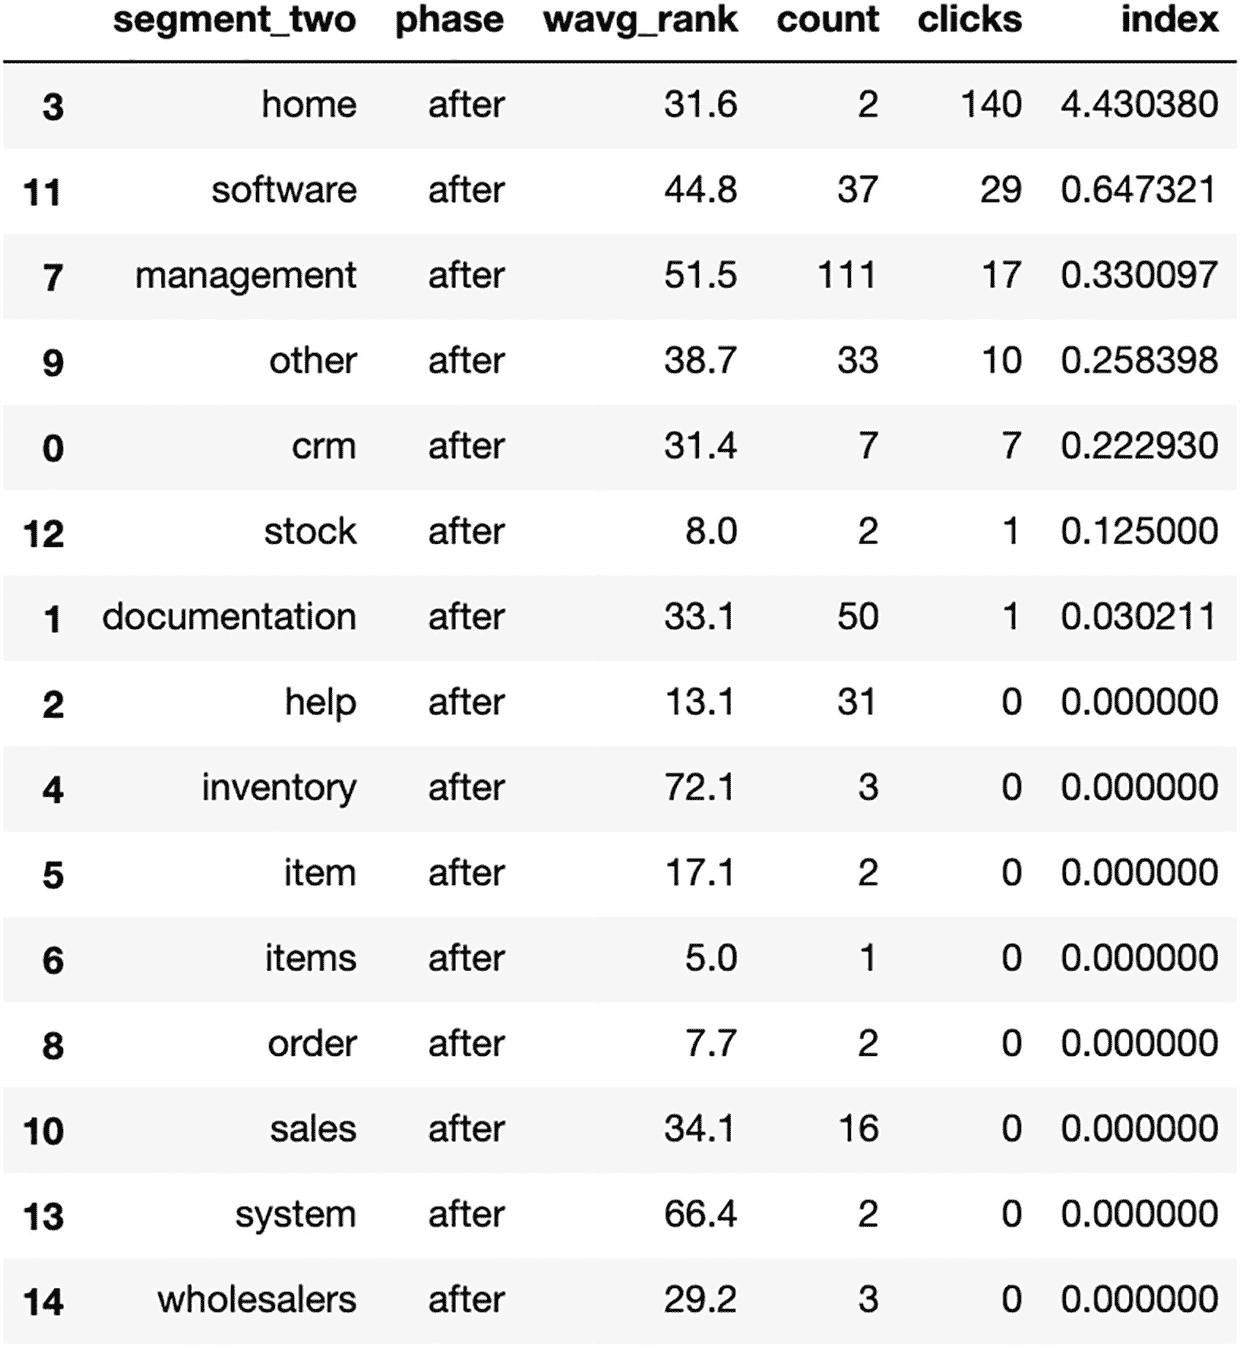 segment_two phase wavg_rank count clicks index
3 home after 31.6 2 140 4.430380
11 software after 44.8 37 29 0.647321
7 management after 51.5 111 17 0.330097
9 other after 38.7 33 10 0.258398
0 crm after 31.4 7 7 0.222930
12 stock after 8.0 2 1 0.125000
1 documentation after 33.1 50 1 0.030211
2 help after 13.1 31 0 0.000000
4 inventory after 72.1 3 0 0.000000
5 item after 17.1 2 0 0.000000
6 items after 5.0 1 0 0.000000
8 order after 7.7 2 0 0.000000
10 sales after 34.1 16 0 0.000000
13 system after 66.4 2 0 0.000000
14 wholesalers after 29.2 3 0 0.000000